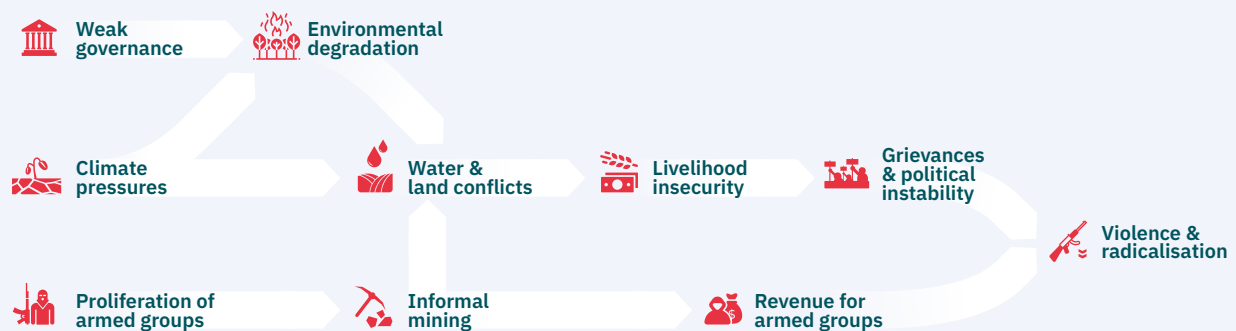 Weak
governance
Environmental
degradation
Climate
pressures
Water &
land conflicts
Livelihood
insecurity
Grievances
& political
instability
Violence &
radicalisation
Proliferation of
armed groups
Informal
mining
$
Revenue for
armed groups